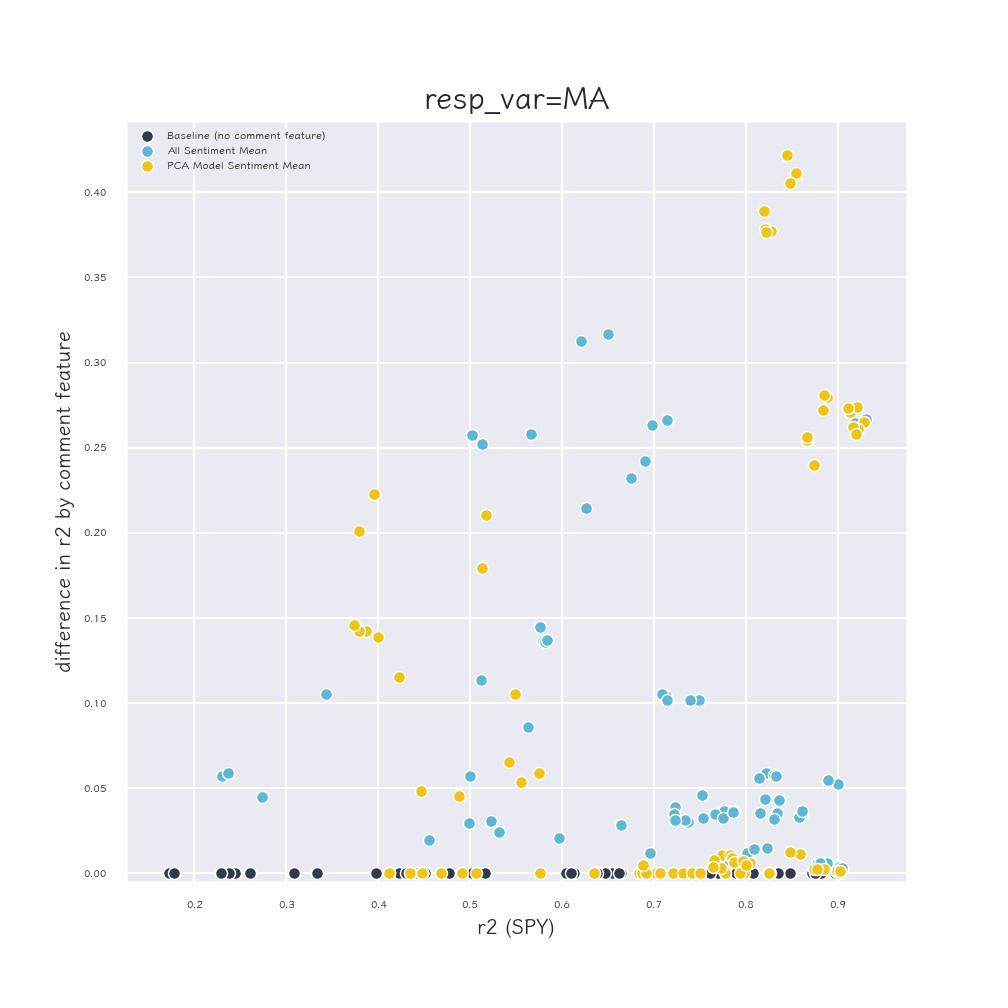 resp_var=MA
Baseline (no comment feature)
All Sentiment Mean
PCA Model Sentiment Mean
0.40
0.35
0.30
0.25
0.20
0.15
0.10
0.05
0.00
difference in r2 by comment feature
0.2 0.3 0.4 0.5 0.6 0.7 0.8 0.9
r2 (SPY)